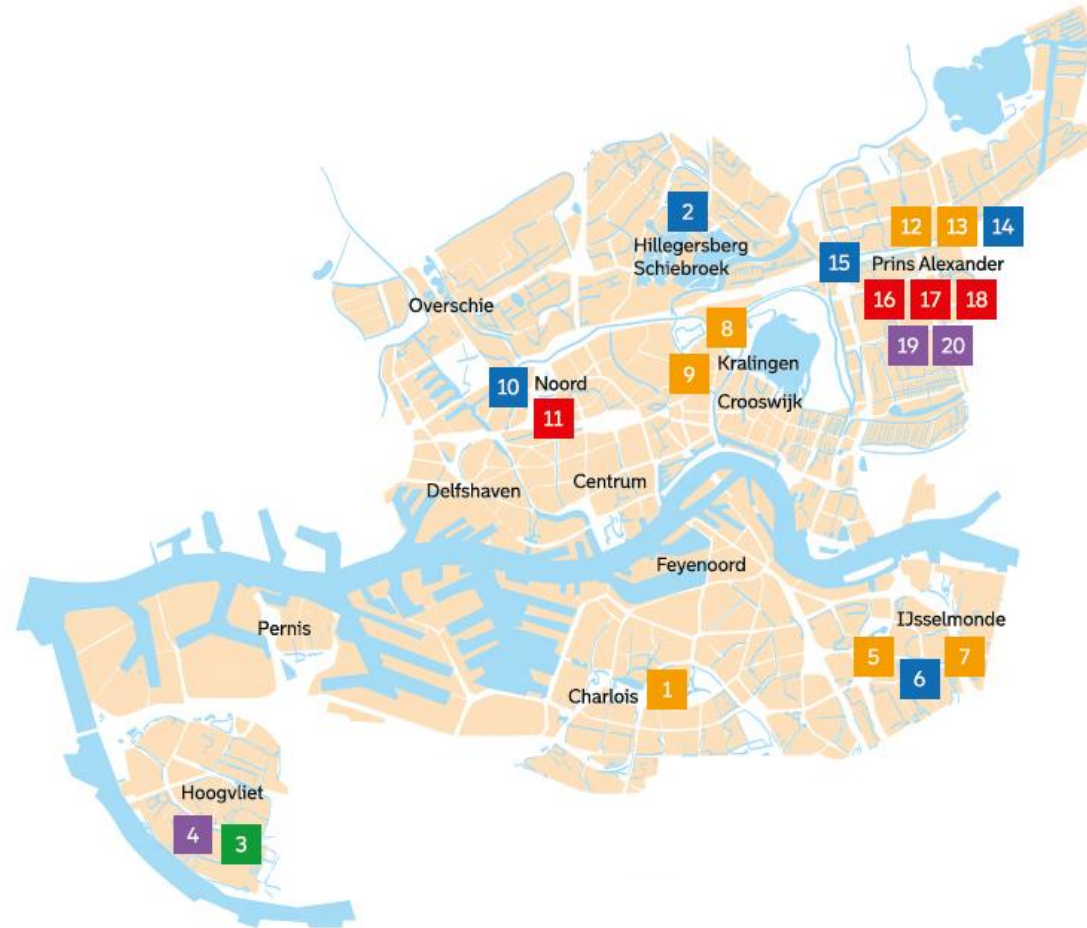 2
Hillegersberg
Schiebroek
12 13 14
15 Prins Alexander
16 17 18
19 20
Overschie
8
Kralingen
9
Crooswijk
10 Noord
11
Centrum
Delfshaven
Feyenoord
IJsselmonde
5 6 7
Pernis
Charlois 1
Hoogvliet
4 3